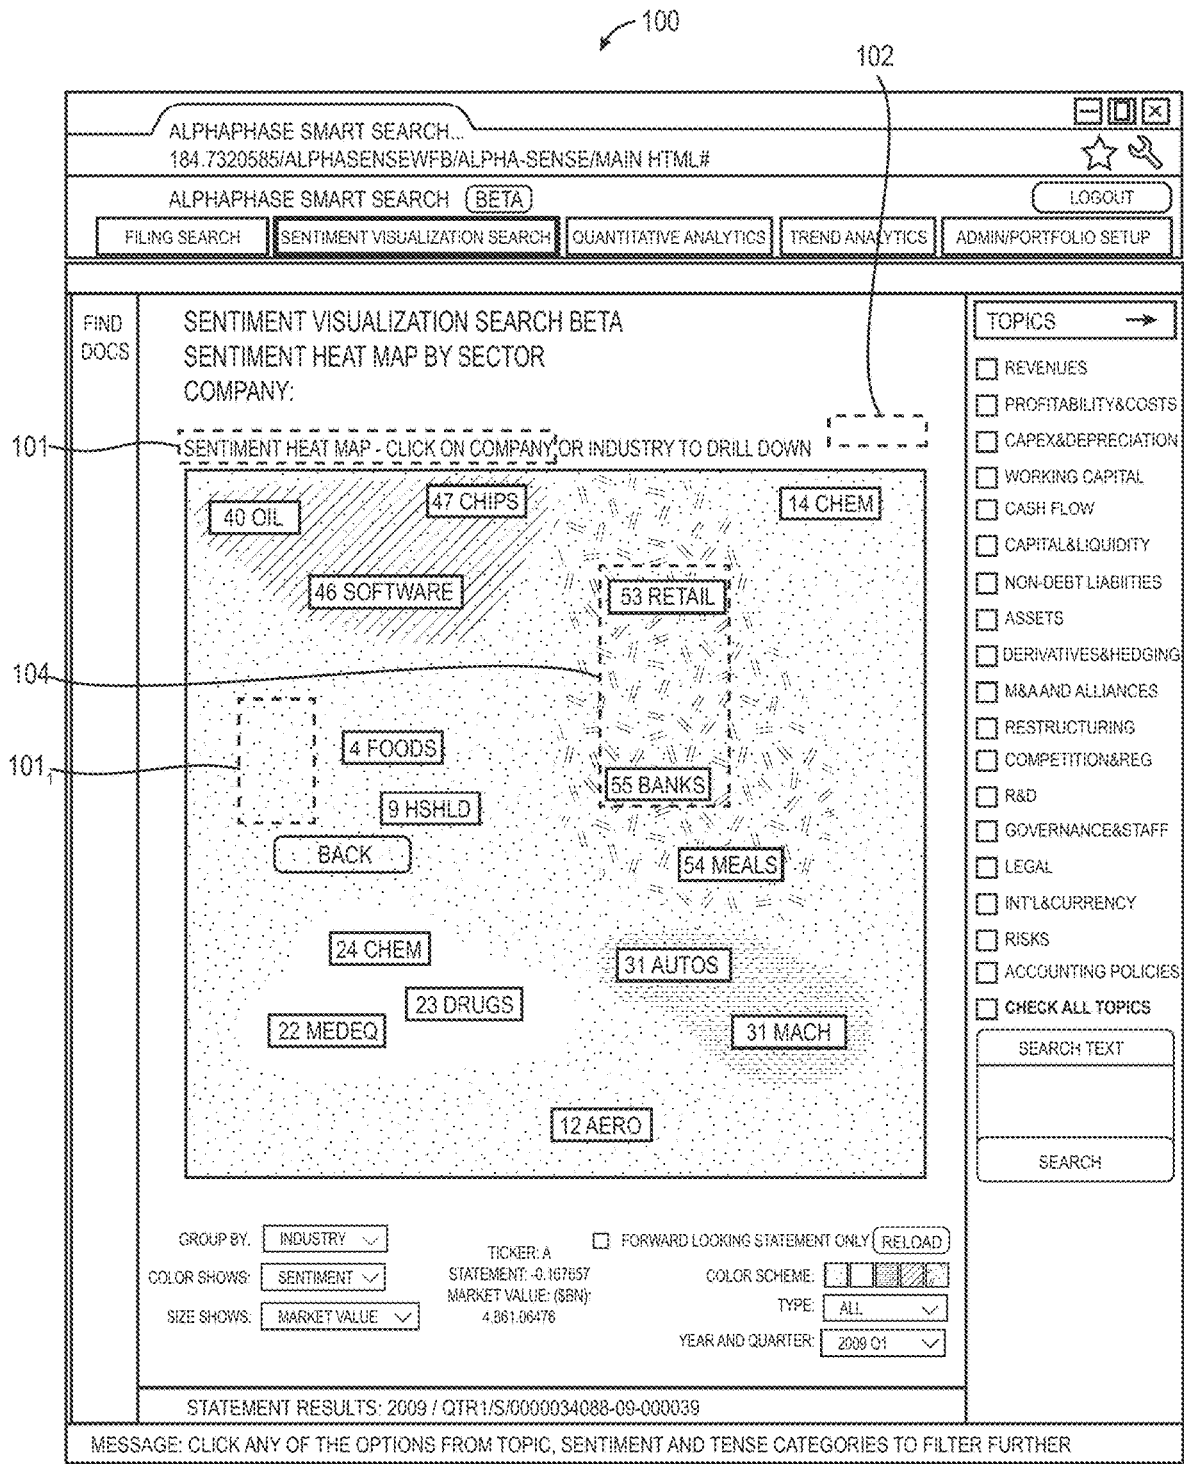 100
102
ALPHAPHASE SMART SEARCH...
184.7320585/ALPHASENSEWFB/ALPHA-SENSE/MAIN HTML#
ALPHAPHASE SMART SEARCH BETA
LOGOUT
FILING SEARCH
SENTIMENT VISUALIZATION SEARCH
QUANTITATIVE ANALYTICS
TREND ANALYTICS
ADMIN/PORTFOLIO SETUP
FIND
DOCS
SENTIMENT VISUALIZATION SEARCH BETA
SENTIMENT HEAT MAP BY SECTOR
COMPANY:
101
SENTIMENT HEAT MAP - CLICK ON COMPANY OR INDUSTRY TO DRILL DOWN
40 OIL
47 CHIPS
14 CHEM
46 SOFTWARE
53 RETAIL
104
4 FOODS
101₁
55 BANKS
9 HSHLD
BACK
54 MEALS
24 CHEM
31 AUTOS
23 DRUGS
22 MEDEQ
31 MACH
12 AERO
TOPICS
REVENUES
PROFITABILITY&COSTS
CAPEX&DEPRECIATION
WORKING CAPITAL
CASH FLOW
CAPITAL&LIQUIDITY
NON-DEBT LIABIITIES
ASSETS
DERIVATIVES&HEDGING
M&A AND ALLIANCES
RESTRUCTURING
COMPETITION&REG
R&D
GOVERNANCE&STAFF
LEGAL
INT'L&CURRENCY
RISKS
ACCOUNTING POLICIES
CHECK ALL TOPICS
SEARCH TEXT
SEARCH
GROUP BY: INDUSTRY
COLOR SHOWS: SENTIMENT
SIZE SHOWS: MARKET VALUE
TICKER: A
STATEMENT: -0.167657
MARKET VALUE: ($BN):
4.861.06476
FORWARD LOOKING STATEMENT ONLY RELOAD
COLOR SCHEME:
TYPE: ALL
YEAR AND QUARTER: 2009 Q1
STATEMENT RESULTS: 2009 / QTR1/S/0000034088-09-000039
MESSAGE: CLICK ANY OF THE OPTIONS FROM TOPIC, SENTIMENT AND TENSE CATEGORIES TO FILTER FURTHER